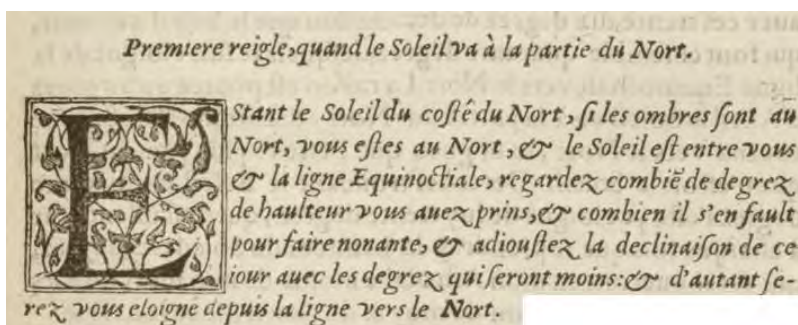 Premiere reigle, quand le Soleil va à la partie du Nort.
EStant le Soleil du costé du Nort, si les ombres sont au
Nort, vous estes au Nort, & le Soleil est entre vous
& la ligne Equinoctiale, regardez combiẽ de degrez
de haulteur vous auez prins, & combien il s'en fault
pour faire nonante, & adioustez la declinaison de ce
iour auec les degrez qui seront moins: & d'autant se-
rez vous eloigné depuis la ligne vers le Nort.